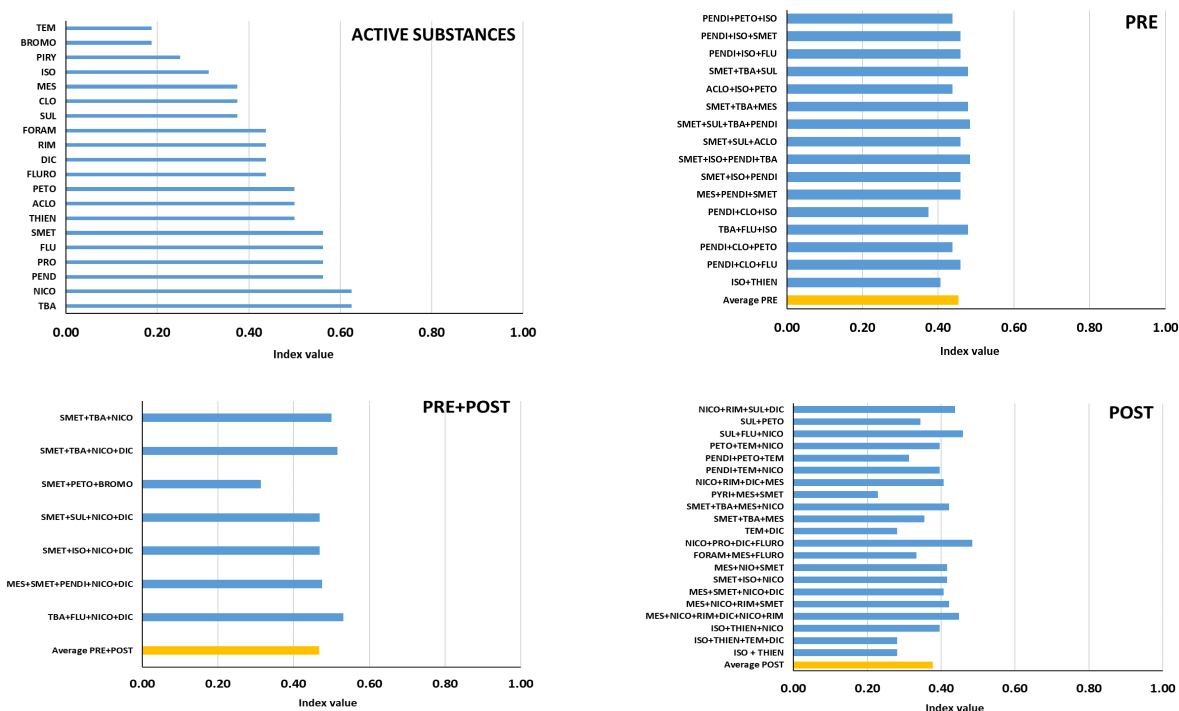 ACTIVE SUBSTANCES
TEM
BROMO
PIRY
ISO
MES
CLO
SUL
FORAM
RIM
DIC
FLURO
PETO
ACLO
THIEN
SMET
FLU
PRO
PEND
NICO
TBA
0.00 0.20 0.40 0.60 0.80 1.00
Index value
PRE
PENDI+PETO+ISO
PENDI+ISO+SMET
PENDI+ISO+FLU
SMET+TBA+SUL
ACLO+ISO+PETO
SMET+TBA+MES
SMET+SUL+TBA+PENDI
SMET+SUL+ACLO
SMET+ISO+PENDI+TBA
SMET+ISO+PENDI
MES+PENDI+SMET
PENDI+CLO+ISO
TBA+FLU+ISO
PENDI+CLO+PETO
PENDI+CLO+FLU
ISO+THIEN
Average PRE
0.00 0.20 0.40 0.60 0.80 1.00
Index value
PRE+POST
SMET+TBA+NICO
SMET+TBA+NICO+DIC
SMET+PETO+BROMO
SMET+SUL+NICO+DIC
SMET+ISO+NICO+DIC
MES+SMET+PENDI+NICO+DIC
TBA+FLU+NICO+DIC
Average PRE+POST
0.00 0.20 0.40 0.60 0.80 1.00
Index value
POST
NICO+RIM+SUL+DIC
SUL+PETO
SUL+FLU+NICO
PETO+TEM+NICO
PENDI+PETO+TEM
PENDI+TEM+NICO
NICO+RIM+DIC+MES
PYRI+MES+SMET
SMET+TBA+MES+NICO
SMET+TBA+MES
TEM+DIC
NICO+PRO+DIC+FLURO
FORAM+MES+FLURO
MES+NIO+SMET
SMET+ISO+NICO
MES+SMET+NICO+DIC
MES+NICO+RIM+SMET
MES+NICO+RIM+DIC+NICO+RIM
ISO+THIEN+NICO
ISO+THIEN+TEM+DIC
ISO + THIEN
Average POST
0.00 0.20 0.40 0.60 0.80 1.00
Index value